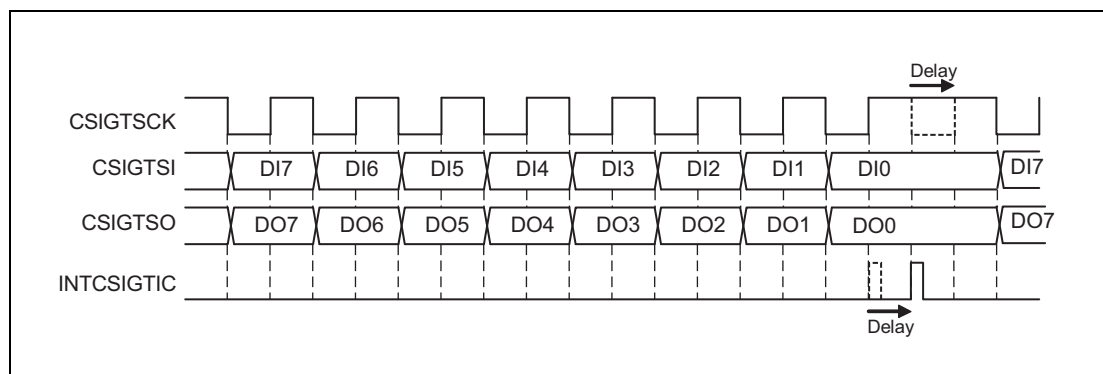 Delay
CSIGTSCK
CSIGTSI DI7 DI6 DI5 DI4 DI3 DI2 DI1 DI0 DI7
CSIGTSO DO7 DO6 DO5 DO4 DO3 DO2 DO1 DO0 DO7
INTCSIGTIC
Delay